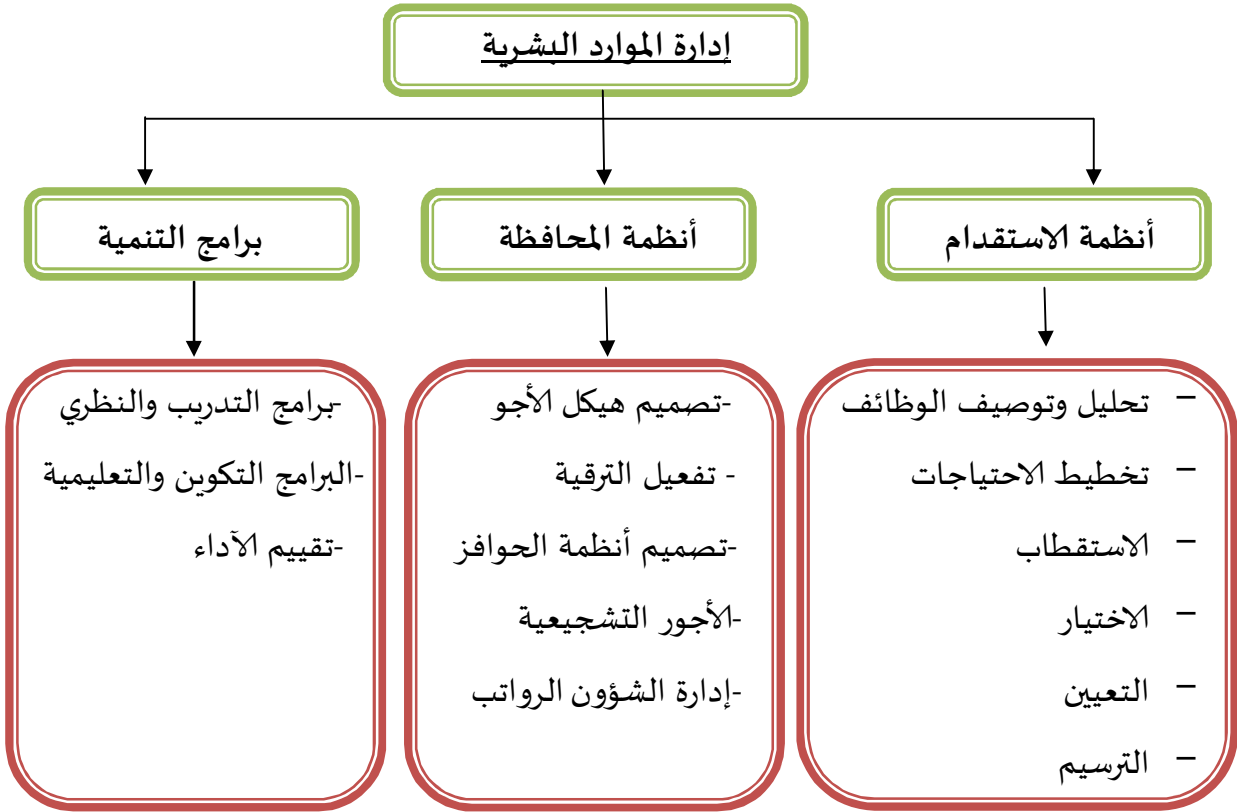 إدارة الموارد البشرية
أنظمة الاستقدام
أنظمة المحافظة
برامج التنمية
– تحليل وتوصيف الوظائف
– تخطيط الاحتياجات
– الاستقطاب
– الاختيار
– التعيين
– الترسيم
-تصميم هيكل الأجو
- تفعيل الترقية
-تصميم أنظمة الحوافز
-الأجور التشجيعية
-إدارة الشؤون الرواتب
-برامج التدريب والنظري
-البرامج التكوين والتعليمية
-تقييم الآداء